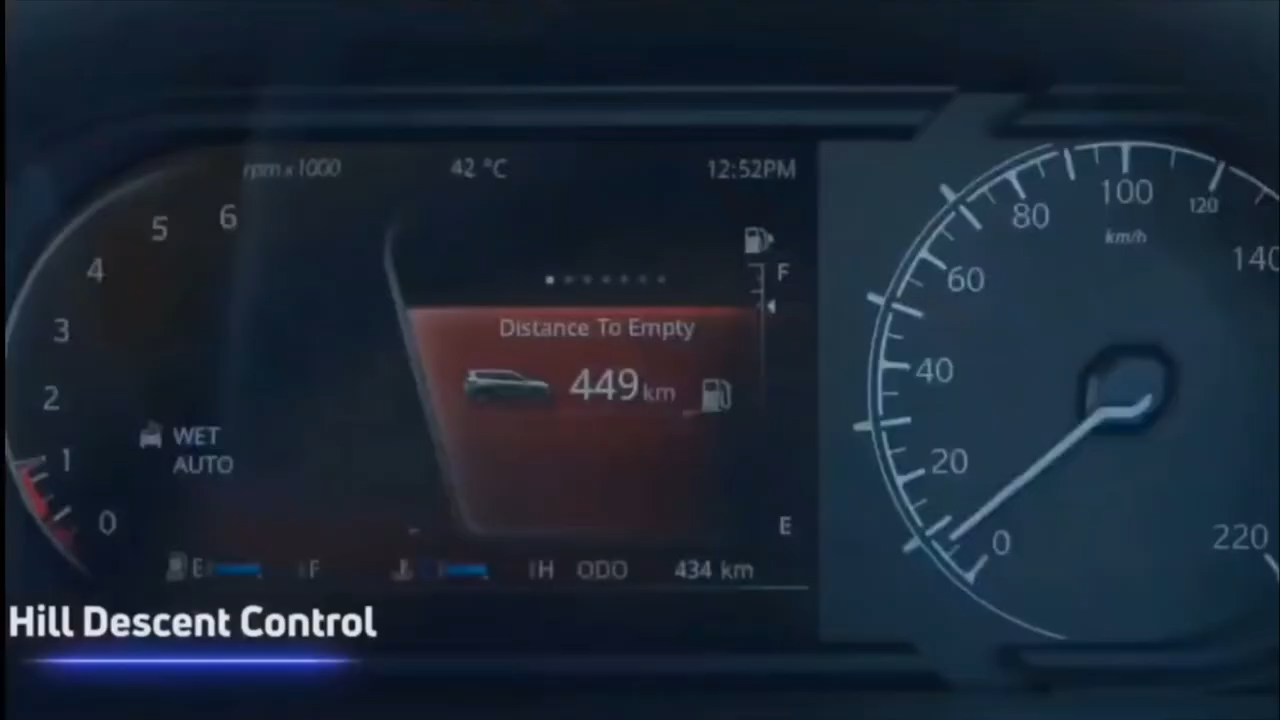 rpm x 1000
42 °C
12:52PM
6
5
4
3
2
1
0
WET
AUTO
F
Distance To Empty
449 km
E
E
F
H
ODO
434 km
0
20
40
60
80
100
120
140
220
km/h
Hill Descent Control